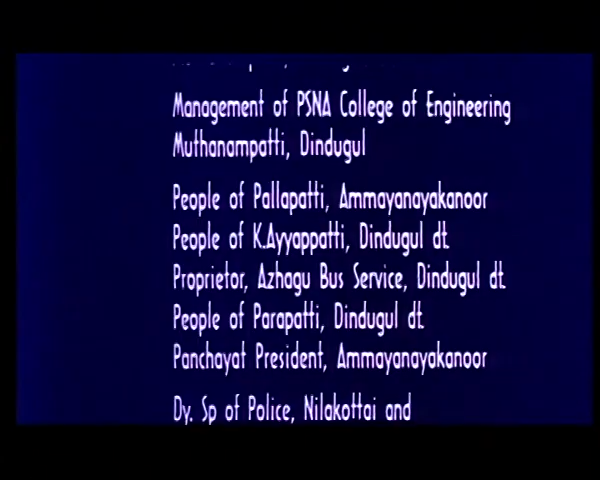 Management of PSNA College of Engineering
Muthanampatti, Dindugul
People of Pallapatti, Ammayanayakanoor
People of K.Ayyappatti, Dindugul dt.
Proprietor, Azhagu Bus Service, Dindugul dt.
People of Parapatti, Dindugul dt.
Panchayat President, Ammayanayakanoor
Dy. Sp of Police, Nilakottai and